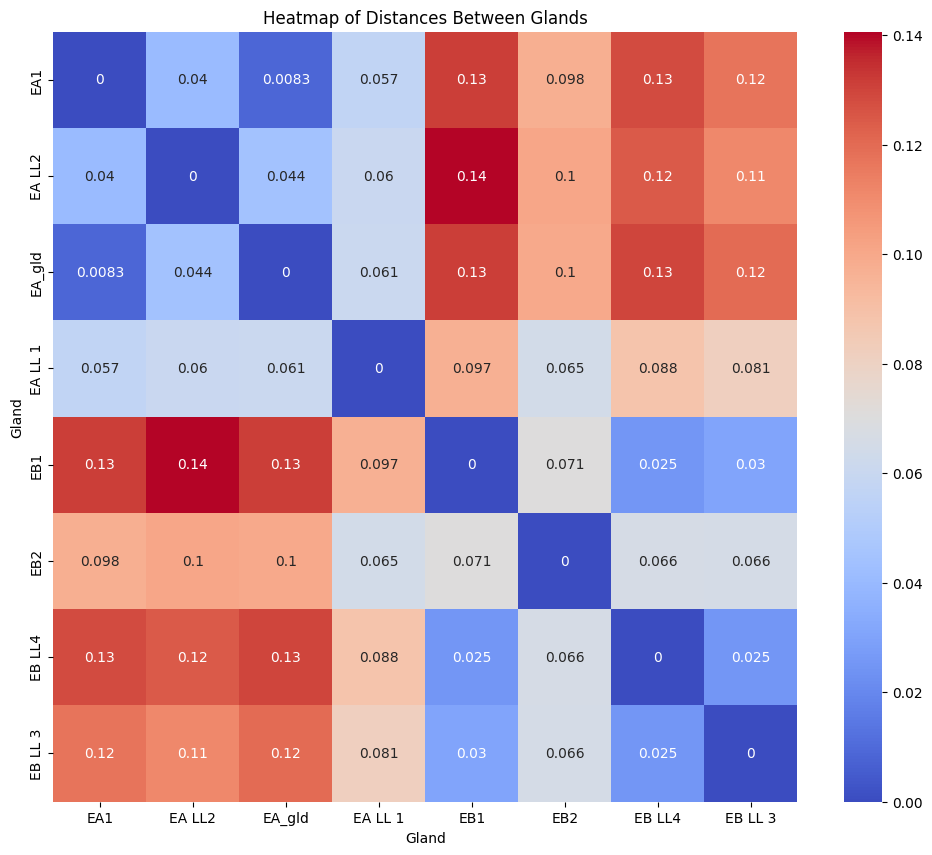 Heatmap of Distances Between Glands
EA1 0 0.04 0.0083 0.057 0.13 0.098 0.13 0.12
EA LL2 0.04 0 0.044 0.06 0.14 0.1 0.12 0.11
EA_gld 0.0083 0.044 0 0.061 0.13 0.1 0.13 0.12
EA LL 1 0.057 0.06 0.061 0 0.097 0.065 0.088 0.081
EB1 0.13 0.14 0.13 0.097 0 0.071 0.025 0.03
EB2 0.098 0.1 0.1 0.065 0.071 0 0.066 0.066
EB LL4 0.13 0.12 0.13 0.088 0.025 0.066 0 0.025
EB LL 3 0.12 0.11 0.12 0.081 0.03 0.066 0.025 0
EA1 EA LL2 EA_gld EA LL 1 EB1 EB2 EB LL4 EB LL 3
Gland
Gland
0.14
0.12
0.10
0.08
0.06
0.04
0.02
0.00